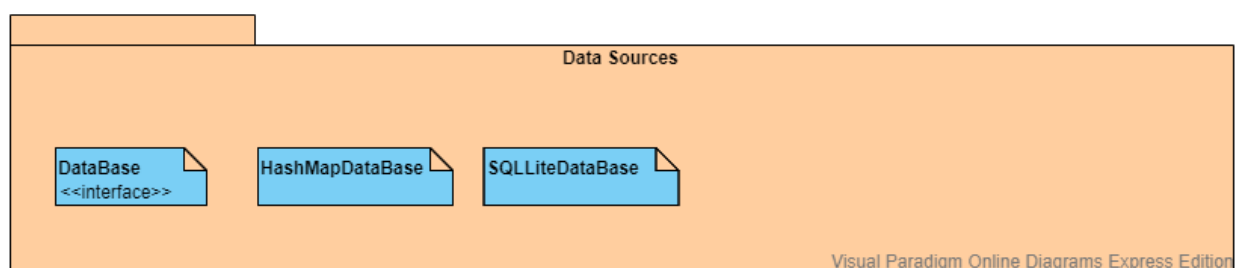 Data Sources
DataBase
<<interface>>
HashMapDataBase
SQLLiteDataBase
Visual Paradigm Online Diagrams Express Edition